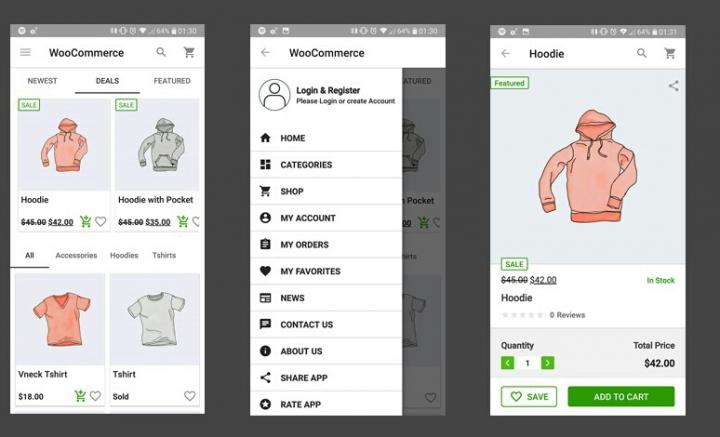 64% 01:30
WooCommerce
NEWEST DEALS FEATURED
SALE SALE
Hoodie Hoodie with Pocket
$45.00 $42.00 $45.00 $35.00
All Accessories Hoodies Tshirts
Vneck Tshirt Tshirt
$18.00 Sold
64% 01:30
WooCommerce
ATURED
Login & Register
Please Login or create Account
HOME
CATEGORIES
SHOP
Pocket
MY ACCOUNT
00
MY ORDERS
hirts
MY FAVORITES
NEWS
CONTACT US
ABOUT US
SHARE APP
RATE APP
64% 01:31
Hoodie
Featured
SALE
$45.00 $42.00 In Stock
Hoodie
0 Reviews
Quantity Total Price
1 $42.00
SAVE ADD TO CART